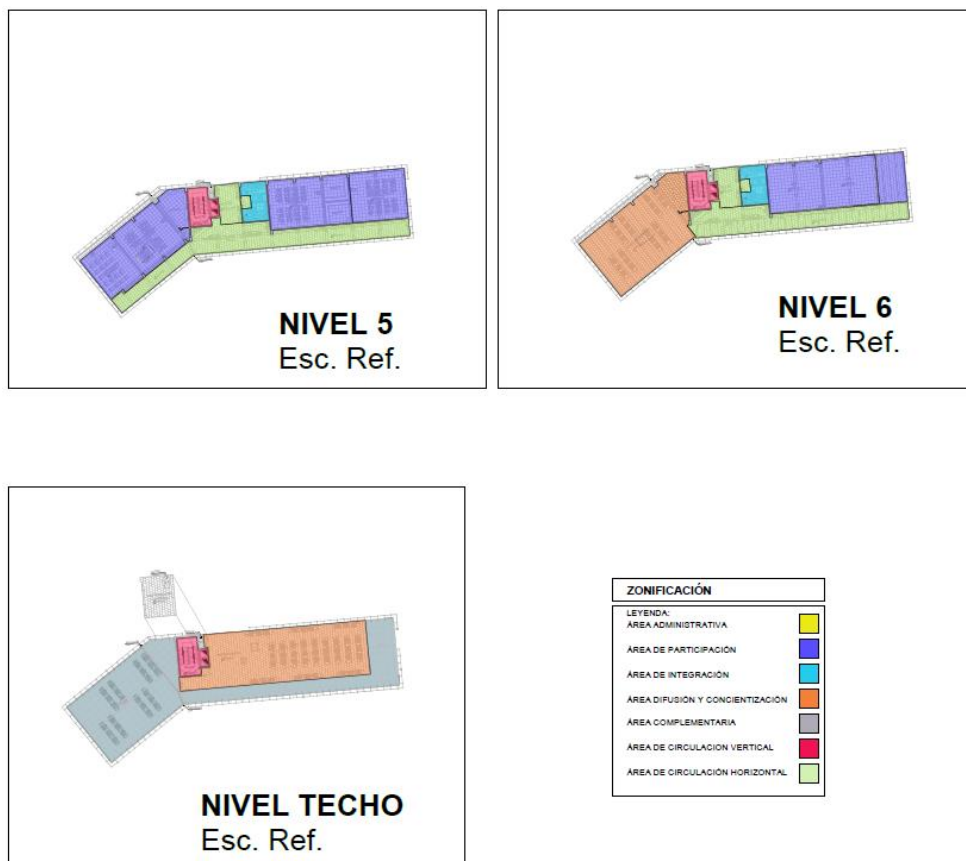 NIVEL 5
Esc. Ref.
NIVEL 6
Esc. Ref.
NIVEL TECHO
Esc. Ref.
ZONIFICACIÓN
LEYENDA:
ÁREA ADMINISTRATIVA
ÁREA DE PARTICIPACIÓN
ÁREA DE INTEGRACIÓN
ÁREA DIFUSIÓN Y CONCIENTIZACIÓN
ÁREA COMPLEMENTARIA
ÁREA DE CIRCULACION VERTICAL
ÁREA DE CIRCULACIÓN HORIZONTAL